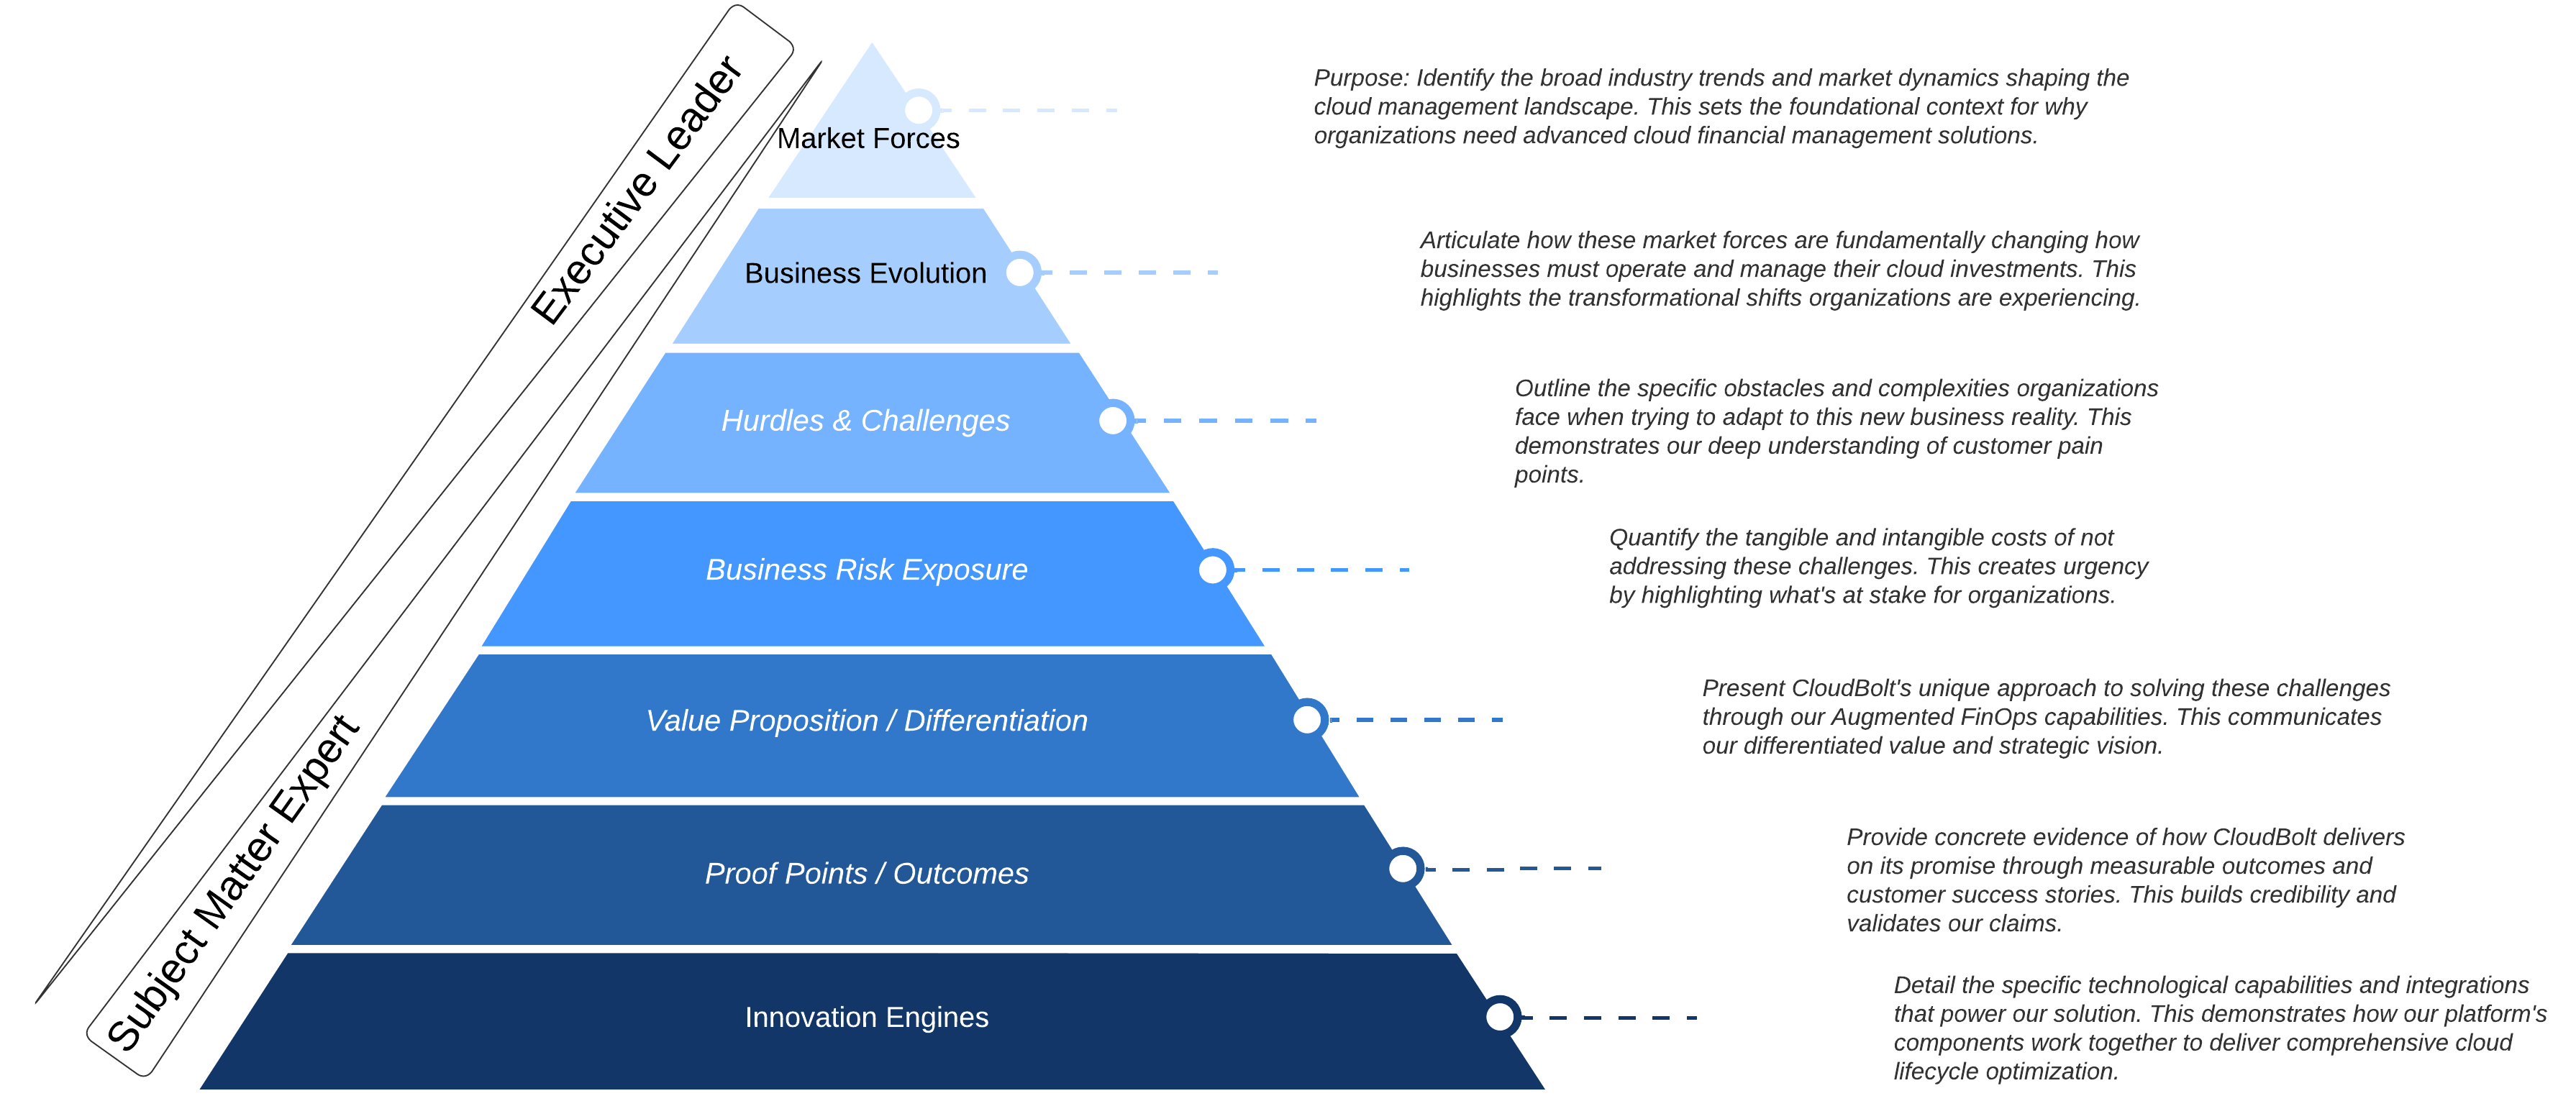 Executive Leader
Subject Matter Expert
Market Forces
Purpose: Identify the broad industry trends and market dynamics shaping the
cloud management landscape. This sets the foundational context for why
organizations need advanced cloud financial management solutions.
Business Evolution
Articulate how these market forces are fundamentally changing how
businesses must operate and manage their cloud investments. This
highlights the transformational shifts organizations are experiencing.
Hurdles & Challenges
Outline the specific obstacles and complexities organizations
face when trying to adapt to this new business reality. This
demonstrates our deep understanding of customer pain
points.
Business Risk Exposure
Quantify the tangible and intangible costs of not
addressing these challenges. This creates urgency
by highlighting what's at stake for organizations.
Value Proposition / Differentiation
Present CloudBolt's unique approach to solving these challenges
through our Augmented FinOps capabilities. This communicates
our differentiated value and strategic vision.
Proof Points / Outcomes
Provide concrete evidence of how CloudBolt delivers
on its promise through measurable outcomes and
customer success stories. This builds credibility and
validates our claims.
Innovation Engines
Detail the specific technological capabilities and integrations
that power our solution. This demonstrates how our platform's
components work together to deliver comprehensive cloud
lifecycle optimization.